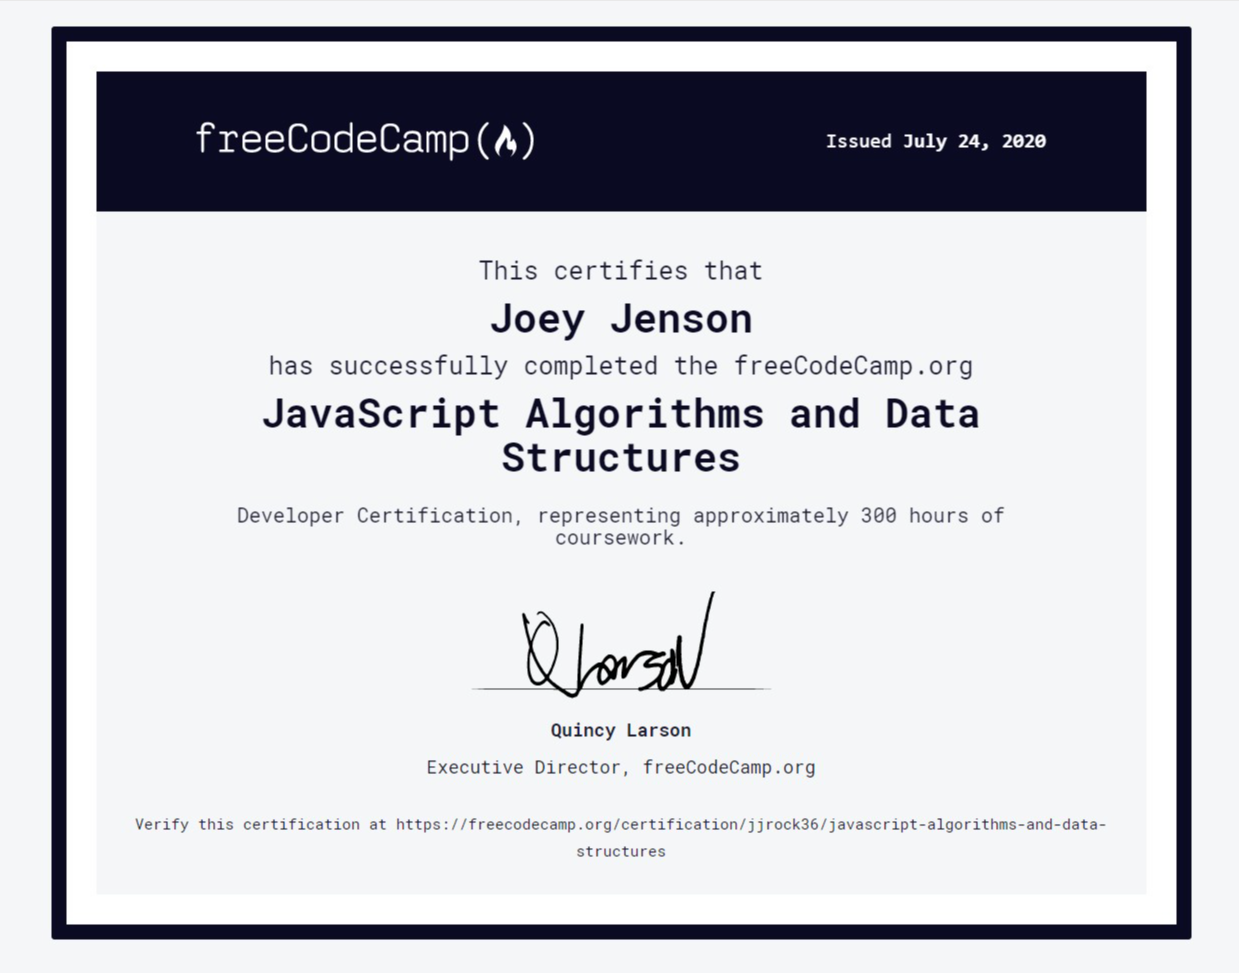 freeCodeCamp()
Issued July 24, 2020
This certifies that
Joey Jenson
has successfully completed the freeCodeCamp.org
JavaScript Algorithms and Data
Structures
Developer Certification, representing approximately 300 hours of
coursework.
Q Larson
Quincy Larson
Executive Director, freeCodeCamp.org
Verify this certification at https://freecodecamp.org/certification/jjrock36/javascript-algorithms-and-data-
structures